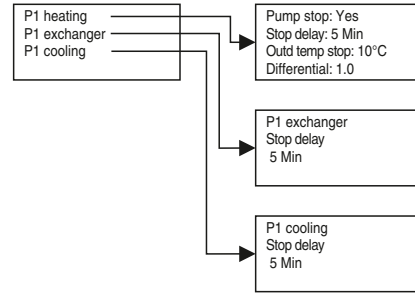 P1 heating
P1 exchanger
P1 cooling
Pump stop: Yes
Stop delay: 5 Min
Outd temp stop: 10°C
Differential: 1.0
P1 exchanger
Stop delay
5 Min
P1 cooling
Stop delay
5 Min